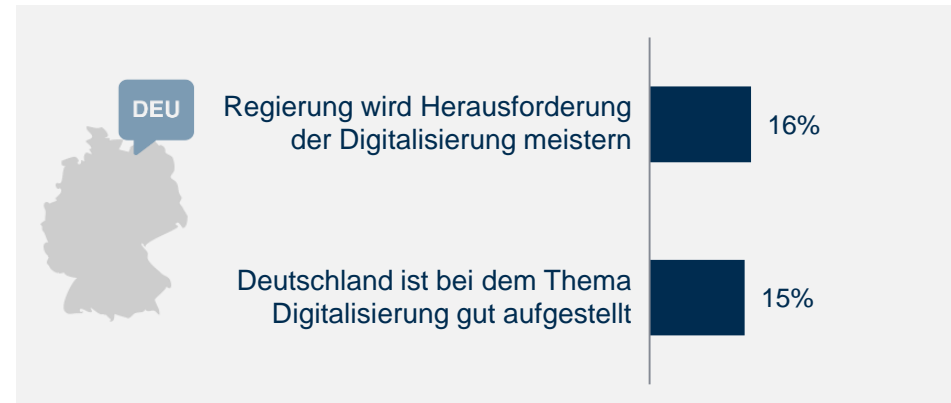 DEU
Regierung wird Herausforderung
der Digitalisierung meistern
16%
Deutschland ist bei dem Thema
Digitalisierung gut aufgestellt
15%